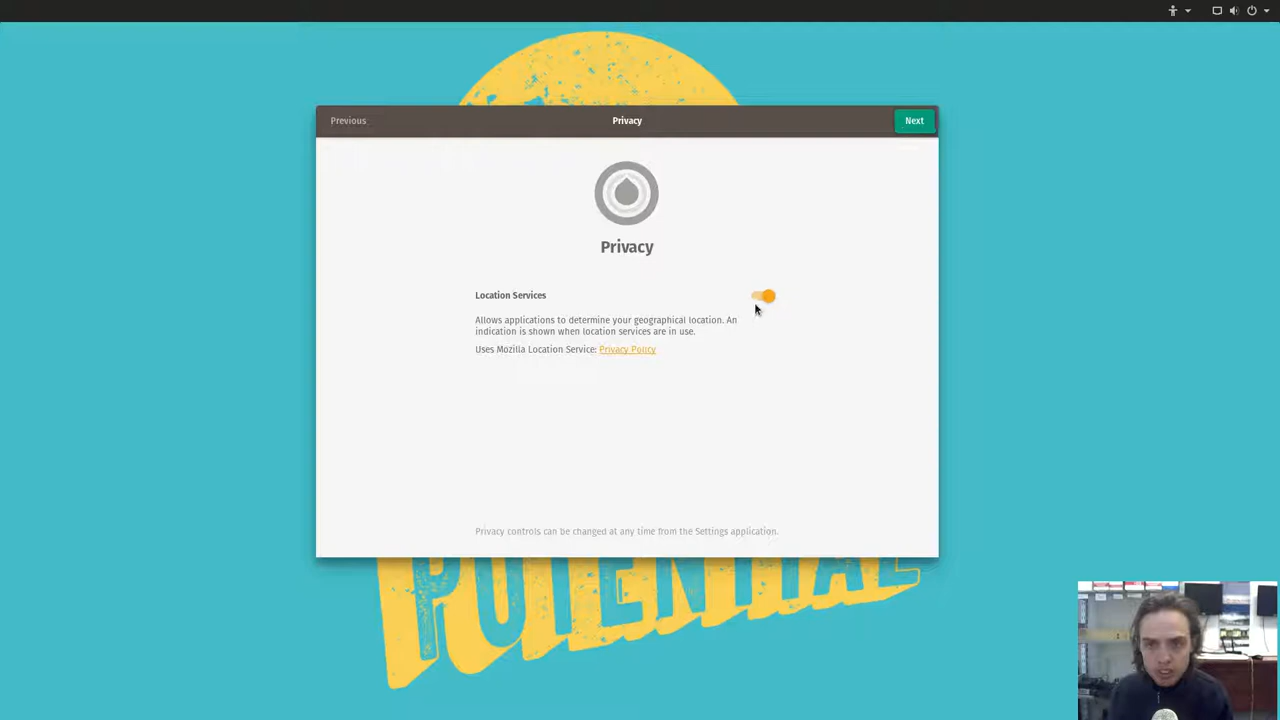 Previous
Privacy
Next
Privacy
Location Services
Allows applications to determine your geographical location. An
indication is shown when location services are in use.
Uses Mozilla Location Service: Privacy Policy
Privacy controls can be changed at any time from the Settings application.
POTENTIAL